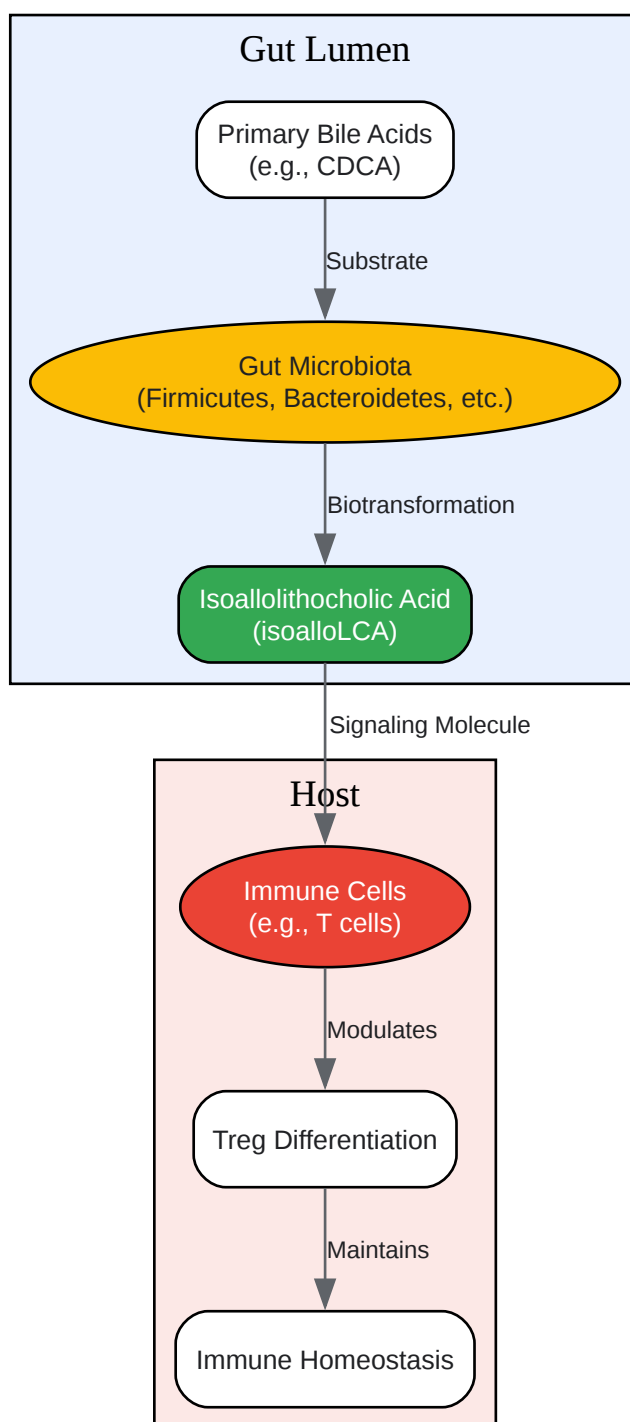 Gut Lumen
Primary Bile Acids
(e.g., CDCA)
Substrate
Gut Microbiota
(Firmicutes, Bacteroidetes, etc.)
Biotransformation
Isoallolithocholic Acid
(isoalloLCA)
Signaling Molecule
Host
Immune Cells
(e.g., T cells)
Modulates
Treg Differentiation
Maintains
Immune Homeostasis